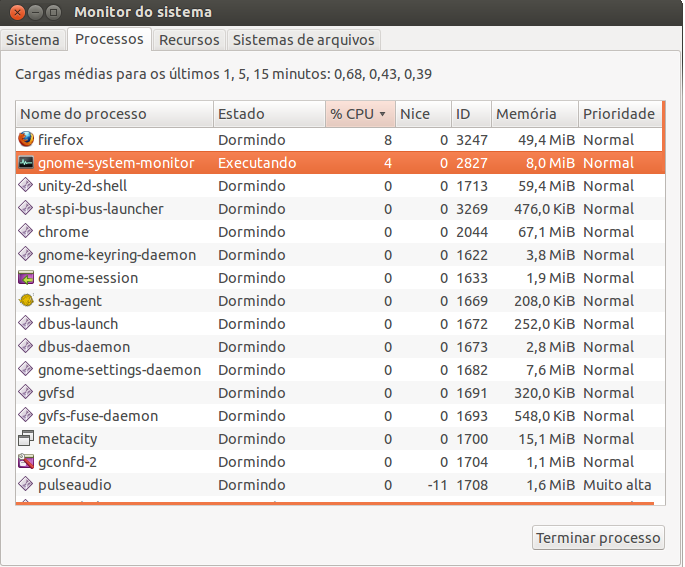 Monitor do sistema
Sistema Processos Recursos Sistemas de arquivos
Cargas médias para os últimos 1, 5, 15 minutos: 0,68, 0,43, 0,39
Nome do processo Estado % CPU Nice ID Memória Prioridade
firefox Dormindo 8 0 3247 49,4 MiB Normal
gnome-system-monitor Executando 4 0 2827 8,0 MiB Normal
unity-2d-shell Dormindo 0 0 1713 59,4 MiB Normal
at-spi-bus-launcher Dormindo 0 0 3269 476,0 KiB Normal
chrome Dormindo 0 0 2044 67,1 MiB Normal
gnome-keyring-daemon Dormindo 0 0 1622 3,8 MiB Normal
gnome-session Dormindo 0 0 1633 1,9 MiB Normal
ssh-agent Dormindo 0 0 1669 208,0 KiB Normal
dbus-launch Dormindo 0 0 1672 252,0 KiB Normal
dbus-daemon Dormindo 0 0 1673 2,8 MiB Normal
gnome-settings-daemon Dormindo 0 0 1682 7,6 MiB Normal
gvfsd Dormindo 0 0 1691 320,0 KiB Normal
gvfs-fuse-daemon Dormindo 0 0 1693 548,0 KiB Normal
metacity Dormindo 0 0 1700 15,1 MiB Normal
gconfd-2 Dormindo 0 0 1704 1,1 MiB Normal
pulseaudio Dormindo 0 -11 1708 1,6 MiB Muito alta
Terminar processo